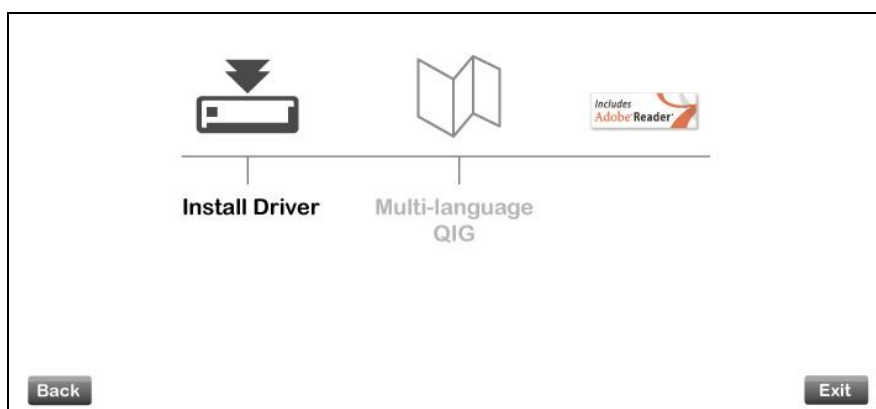 Includes
Adobe Reader
Install Driver
Multi-language
QIG
Back
Exit